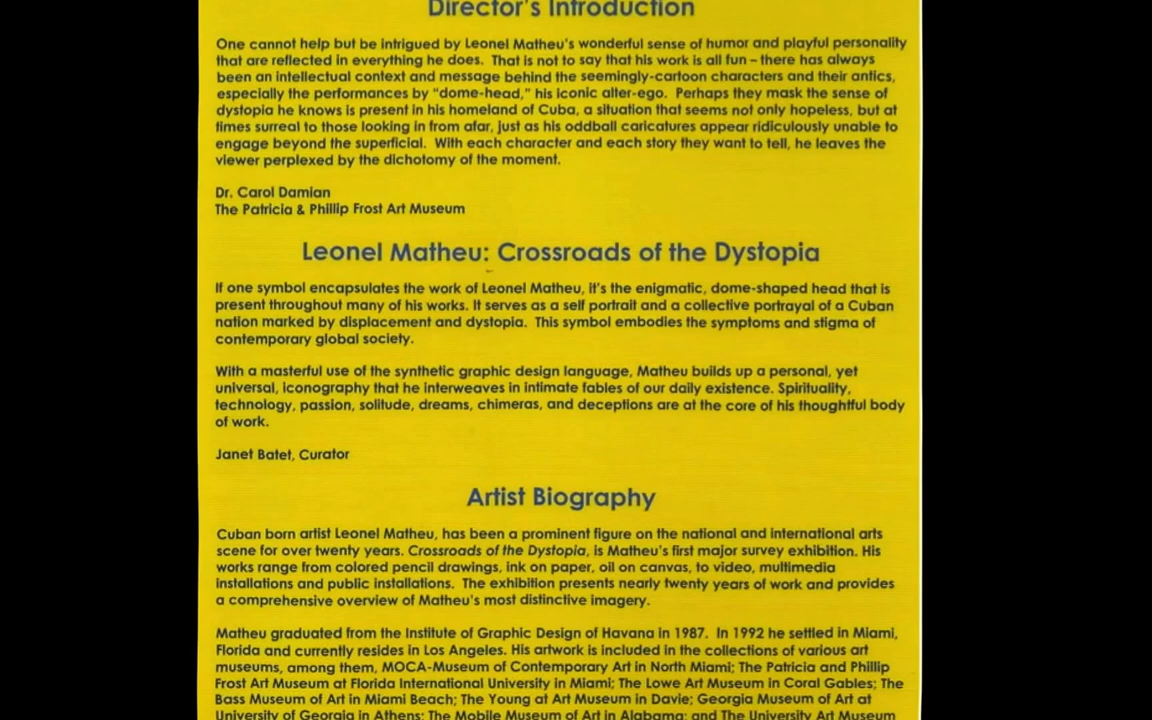 Director's Introduction
One cannot help but be intrigued by Leonel Matheu's wonderful sense of humor and playful personality
that are reflected in everything he does. That is not to say that his work is all fun – there has always
been an intellectual context and message behind the seemingly-cartoon characters and their antics,
especially the performances by "dome-head," his iconic alter-ego. Perhaps they mask the sense of
dystopia he knows is present in his homeland of Cuba, a situation that seems not only hopeless, but at
times surreal to those looking in from afar, just as his oddball caricatures appear ridiculously unable to
engage beyond the superficial. With each character and each story they want to tell, he leaves the
viewer perplexed by the dichotomy of the moment.
Dr. Carol Damian
The Patricia & Phillip Frost Art Museum
Leonel Matheu: Crossroads of the Dystopia
If one symbol encapsulates the work of Leonel Matheu, it's the enigmatic, dome-shaped head that is
present throughout many of his works. It serves as a self portrait and a collective portrayal of a Cuban
nation marked by displacement and dystopia. This symbol embodies the symptoms and stigma of
contemporary global society.
With a masterful use of the synthetic graphic design language, Matheu builds up a personal, yet
universal, iconography that he interweaves in intimate fables of our daily existence. Spirituality,
technology, passion, solitude, dreams, chimeras, and deceptions are at the core of his thoughtful body
of work.
Janet Batet, Curator
Artist Biography
Cuban born artist Leonel Matheu, has been a prominent figure on the national and international arts
scene for over twenty years. Crossroads of the Dystopia, is Matheu's first major survey exhibition. His
works range from colored pencil drawings, ink on paper, oil on canvas, to video, multimedia
installations and public installations. The exhibition presents nearly twenty years of work and provides
a comprehensive overview of Matheu's most distinctive imagery.
Matheu graduated from the Institute of Graphic Design of Havana in 1987. In 1992 he settled in Miami,
Florida and currently resides in Los Angeles. His artwork is included in the collections of various art
museums, among them, MOCA-Museum of Contemporary Art in North Miami; The Patricia and Phillip
Frost Art Museum at Florida International University in Miami; The Lowe Art Museum in Coral Gables; The
Bass Museum of Art in Miami Beach; The Young at Art Museum in Davie; Georgia Museum of Art at
University of Georgia in Athens; The Mobile Museum of Art in Alabama; and The University Art Museum